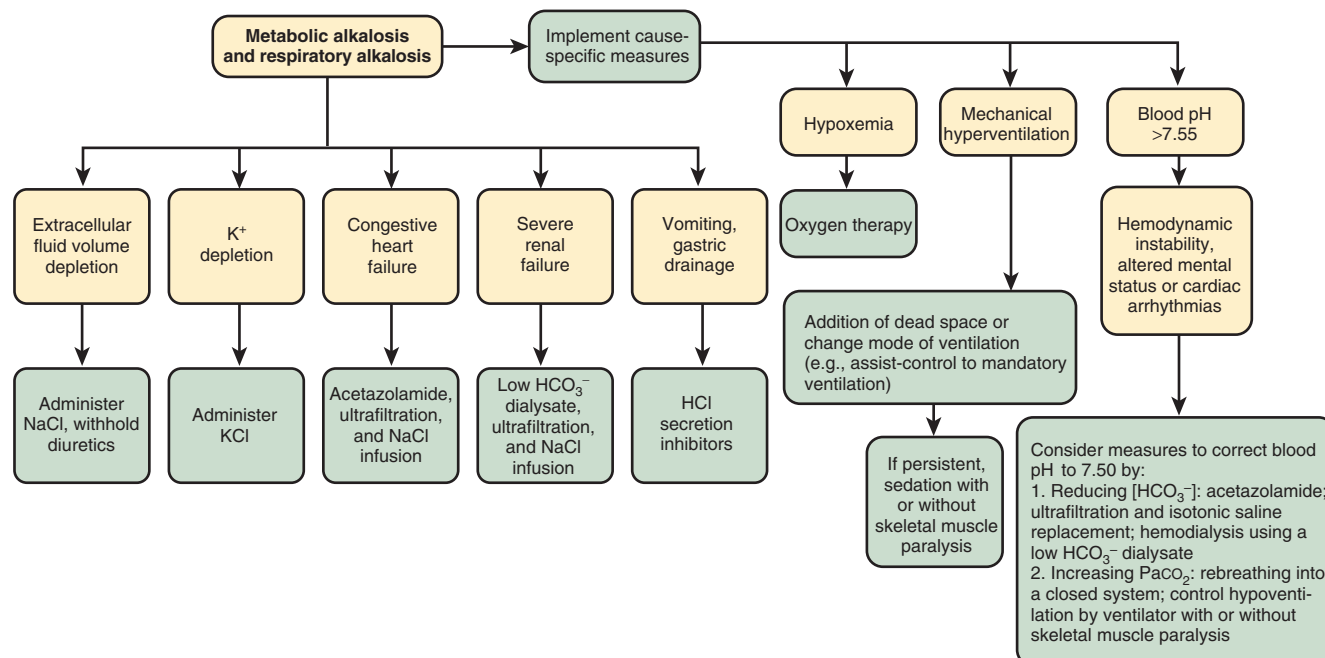 Metabolic alkalosis
and respiratory alkalosis
Implement cause-
specific measures
Hypoxemia
Mechanical
hyperventilation
Blood pH
>7.55
Extracellular
fluid volume
depletion
K⁺
depletion
Congestive
heart
failure
Severe
renal
failure
Vomiting,
gastric
drainage
Oxygen therapy
Hemodynamic
instability,
altered mental
status or cardiac
arrhythmias
Addition of dead space or
change mode of ventilation
(e.g., assist-control to mandatory
ventilation)
Administer
NaCl, withhold
diuretics
Administer
KCl
Acetazolamide,
ultrafiltration,
and NaCl
infusion
Low HCO₃⁻
dialysate,
ultrafiltration,
and NaCl
infusion
HCl
secretion
inhibitors
If persistent,
sedation with
or without
skeletal muscle
paralysis
Consider measures to correct blood
pH to 7.50 by:
1. Reducing [HCO₃⁻]: acetazolamide;
ultrafiltration and isotonic saline
replacement; hemodialysis using a
low HCO₃⁻ dialysate
2. Increasing PaCO₂: rebreathing into
a closed system; control hypoventi-
lation by ventilator with or without
skeletal muscle paralysis